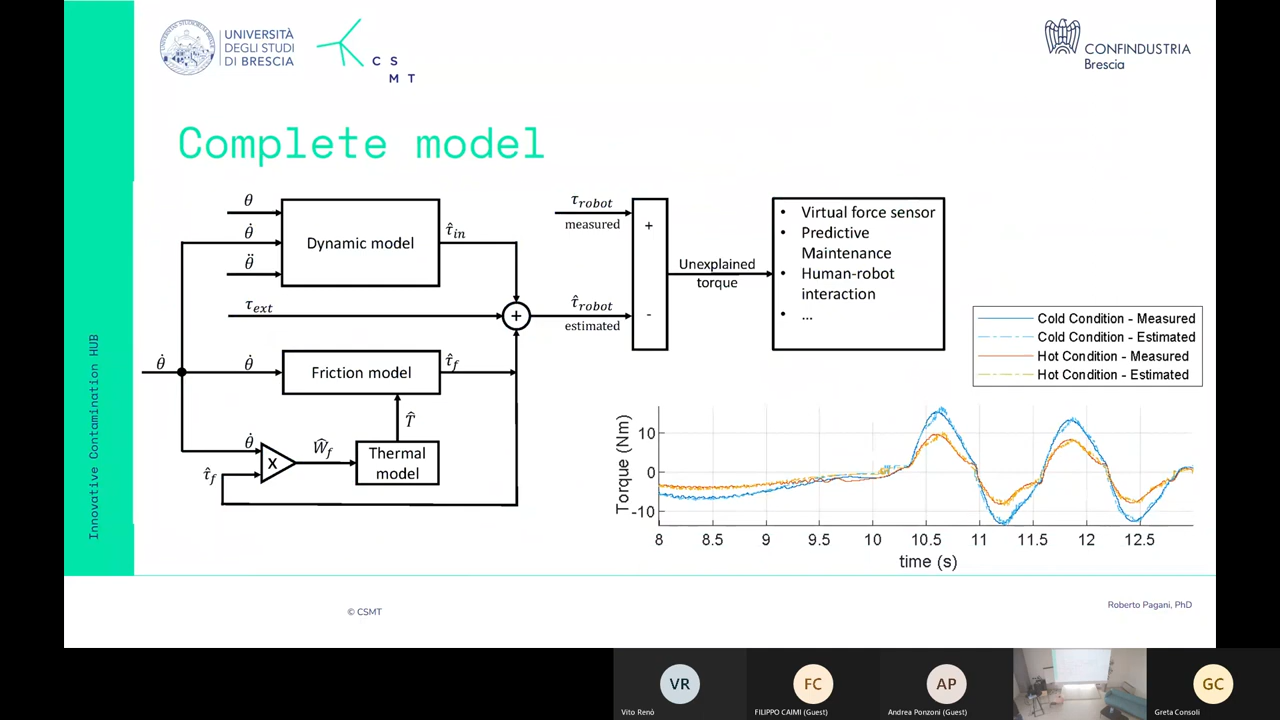 UNIVERSITÀ
DEGLI STUDI
DI BRESCIA
C S
M T
CONFINDUSTRIA
Brescia
Complete model
θ
θ̇
θ̈
Dynamic model
τ̂in
τext
θ̇
θ̇
Friction model
τ̂f
T̂
θ̇
τ̂f
X
Ŵf
Thermal
model
+
τrobot
measured
τ̂robot
estimated
+
-
Unexplained
torque
• Virtual force sensor
• Predictive
Maintenance
• Human-robot
interaction
• ...
Cold Condition - Measured
Cold Condition - Estimated
Hot Condition - Measured
Hot Condition - Estimated
Torque (Nm)
10
0
-10
8 8.5 9 9.5 10 10.5 11 11.5 12 12.5
time (s)
Innovative Contamination HUB
© CSMT
Roberto Pagani, PhD
VR
Vito Renò
FC
FILIPPO CAIMI (Guest)
AP
Andrea Ponzoni (Guest)
GC
Greta Consoli